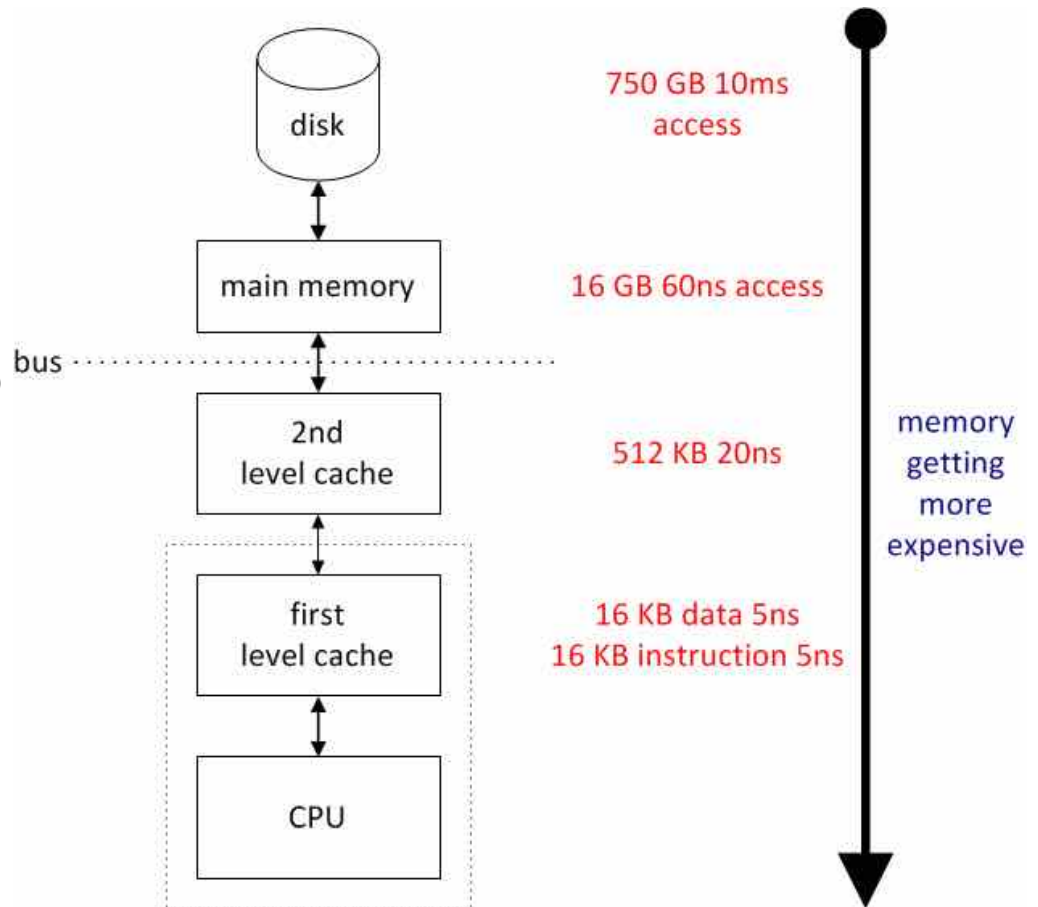 disk
750 GB 10ms
access
main memory
16 GB 60ns access
bus
2nd
level cache
512 KB 20ns
memory
getting
more
expensive
first
level cache
16 KB data 5ns
16 KB instruction 5ns
CPU